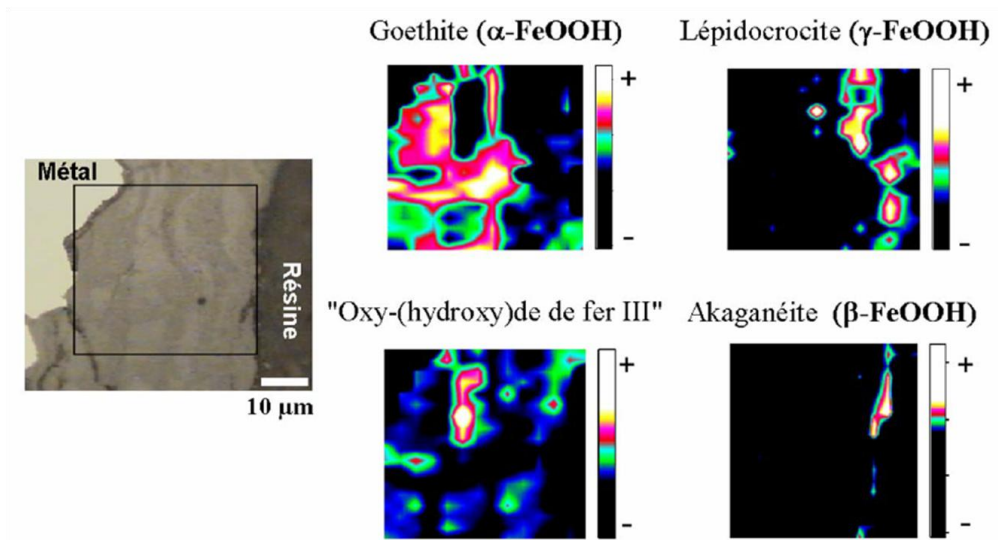 Goethite (α-FeOOH)
Lépidocrocite (γ-FeOOH)
+
-
+
-
Métal
Résine
10 µm
"Oxy-(hydroxy)de de fer III"
Akaganéite (β-FeOOH)
+
-
+
-